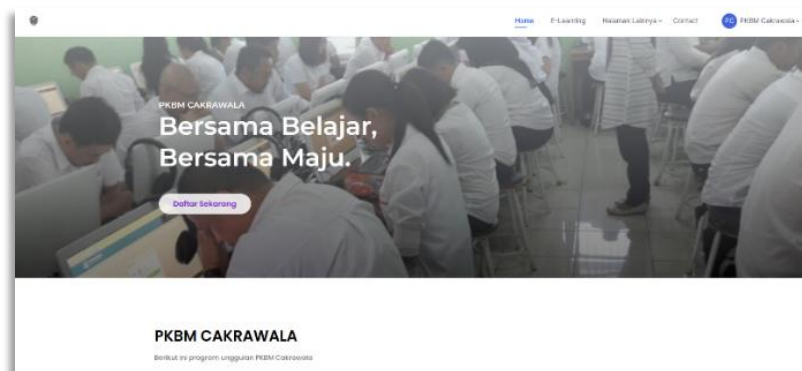 Home E-Learning Halaman Lainnya Contact PC PKBM Cakrawala
PKBM CAKRAWALA
Bersama Belajar,
Bersama Maju.
Daftar Sekarang
PKBM CAKRAWALA
Berikut ini program unggulan PKBM Cakrawala